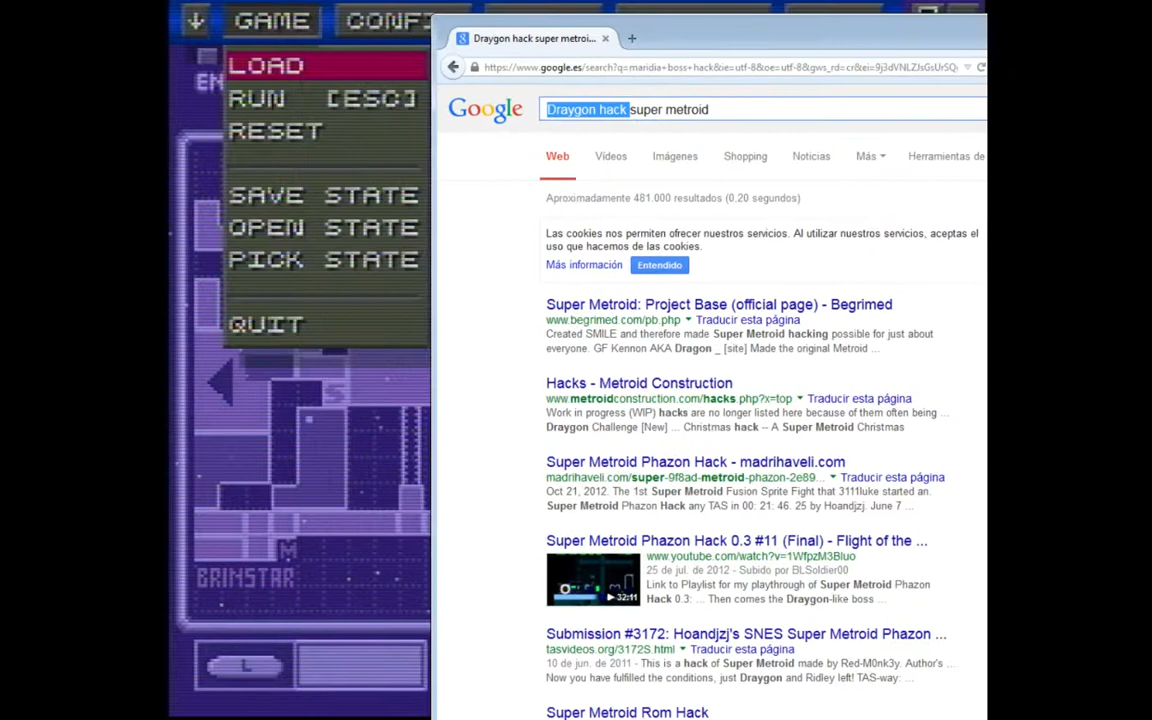 GAME
LOAD
RUN [ESC]
RESET
SAVE STATE
OPEN STATE
PICK STATE
QUIT
S
M
BRINSTAR
L
Draygon hack super metroi...
https://www.google.es/search?q=maridia+boss+hack&ie=utf-8&oe=utf-8&gws_rd=cr&ei=
Google
Draygon hack super metroid
Web Vídeos Imágenes Shopping Noticias Más Herramientas de
Aproximadamente 481.000 resultados (0,20 segundos)
Las cookies nos permiten ofrecer nuestros servicios. Al utilizar nuestros servicios, aceptas el
uso que hacemos de las cookies.
Más información Entendido
Super Metroid: Project Base (official page) - Begrimed
www.begrimed.com/pb.php Traducir esta página
Created SMILE and therefore made Super Metroid hacking possible for just about
everyone. GF Kennon AKA Dragon _ [site] Made the original Metroid ...
Hacks - Metroid Construction
www.metroidconstruction.com/hacks.php?x=top Traducir esta página
Work in progress (WIP) hacks are no longer listed here because of them often being ...
Draygon Challenge [New] ... Christmas hack -- A Super Metroid Christmas
Super Metroid Phazon Hack - madrihaveli.com
madrihaveli.com/super-9f8ad-metroid-phazon-2e89... Traducir esta página
Oct 21, 2012. The 1st Super Metroid Fusion Sprite Fight that 3111luke started an.
Super Metroid Phazon Hack any TAS in 00: 21: 46. 25 by Hoandjzj. June 7 ...
Super Metroid Phazon Hack 0.3 #11 (Final) - Flight of the ...
www.youtube.com/watch?v=1WfpzM3Bluo
25 de jul. de 2012 - Subido por BLSoldier00
Link to Playlist for my playthrough of Super Metroid Phazon
Hack 0.3: ... Then comes the Draygon-like boss ...
32:11
Submission #3172: Hoandjzj's SNES Super Metroid Phazon ...
tasvideos.org/3172S.html Traducir esta página
10 de jun. de 2011 - This is a hack of Super Metroid made by Red-M0nk3y. Author's ...
Now you have fulfilled the conditions, just Draygon and Ridley left! TAS-way: ...
Super Metroid Rom Hack